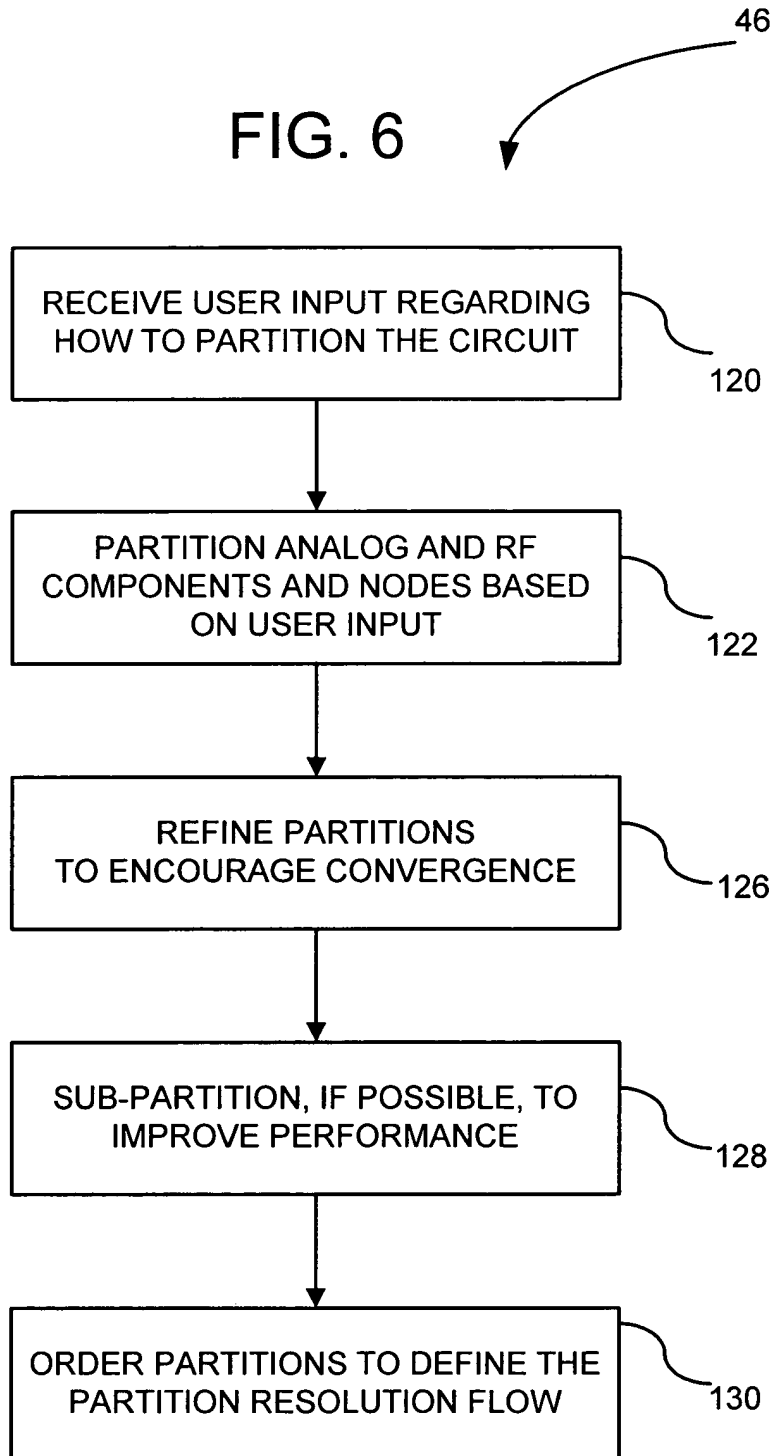 46
FIG. 6
RECEIVE USER INPUT REGARDING
HOW TO PARTITION THE CIRCUIT
120
PARTITION ANALOG AND RF
COMPONENTS AND NODES BASED
ON USER INPUT
122
REFINE PARTITIONS
TO ENCOURAGE CONVERGENCE
126
SUB-PARTITION, IF POSSIBLE, TO
IMPROVE PERFORMANCE
128
ORDER PARTITIONS TO DEFINE THE
PARTITION RESOLUTION FLOW
130